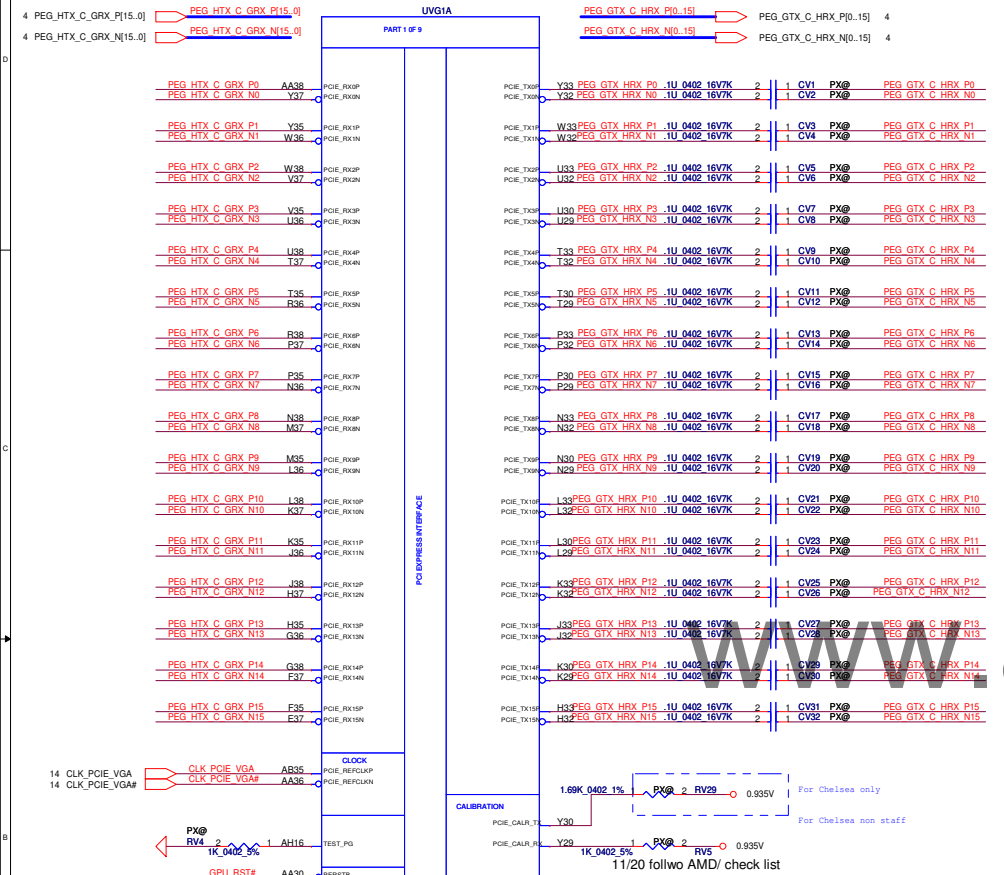 4 PEG_HTX_C_GRX_P[15..0] PEG_HTX_C_GRX_P[15..0] UVG1A PEG_GTX_C_HRX_P[0..15] PEG_GTX_C_HRX_P[0..15] 4
4 PEG_HTX_C_GRX_N[15..0] PEG_HTX_C_GRX_N[15..0] PART 1 OF 9 PEG_GTX_C_HRX_N[0..15] PEG_GTX_C_HRX_N[0..15] 4
D
PEG_HTX_C_GRX_P0 AA38 PCIE_RX0P PCIE_TX0P Y33 PEG_GTX_HRX_P0 .1U_0402_16V7K 2 1 CV1 PX@ PEG_GTX_C_HRX_P0
PEG_HTX_C_GRX_N0 Y37 PCIE_RX0N PCIE_TX0N Y32 PEG_GTX_HRX_N0 .1U_0402_16V7K 2 1 CV2 PX@ PEG_GTX_C_HRX_N0
PEG_HTX_C_GRX_P1 Y35 PCIE_RX1P PCIE_TX1P W33 PEG_GTX_HRX_P1 .1U_0402_16V7K 2 1 CV3 PX@ PEG_GTX_C_HRX_P1
PEG_HTX_C_GRX_N1 W36 PCIE_RX1N PCIE_TX1N W32 PEG_GTX_HRX_N1 .1U_0402_16V7K 2 1 CV4 PX@ PEG_GTX_C_HRX_N1
PEG_HTX_C_GRX_P2 W38 PCIE_RX2P PCIE_TX2P U33 PEG_GTX_HRX_P2 .1U_0402_16V7K 2 1 CV5 PX@ PEG_GTX_C_HRX_P2
PEG_HTX_C_GRX_N2 V37 PCIE_RX2N PCIE_TX2N U32 PEG_GTX_HRX_N2 .1U_0402_16V7K 2 1 CV6 PX@ PEG_GTX_C_HRX_N2
PEG_HTX_C_GRX_P3 V35 PCIE_RX3P PCIE_TX3P U30 PEG_GTX_HRX_P3 .1U_0402_16V7K 2 1 CV7 PX@ PEG_GTX_C_HRX_P3
PEG_HTX_C_GRX_N3 U36 PCIE_RX3N PCIE_TX3N U29 PEG_GTX_HRX_N3 .1U_0402_16V7K 2 1 CV8 PX@ PEG_GTX_C_HRX_N3
PEG_HTX_C_GRX_P4 U38 PCIE_RX4P PCIE_TX4P T33 PEG_GTX_HRX_P4 .1U_0402_16V7K 2 1 CV9 PX@ PEG_GTX_C_HRX_P4
PEG_HTX_C_GRX_N4 T37 PCIE_RX4N PCIE_TX4N T32 PEG_GTX_HRX_N4 .1U_0402_16V7K 2 1 CV10 PX@ PEG_GTX_C_HRX_N4
PEG_HTX_C_GRX_P5 T35 PCIE_RX5P PCIE_TX5P T30 PEG_GTX_HRX_P5 .1U_0402_16V7K 2 1 CV11 PX@ PEG_GTX_C_HRX_P5
PEG_HTX_C_GRX_N5 R36 PCIE_RX5N PCIE_TX5N T29 PEG_GTX_HRX_N5 .1U_0402_16V7K 2 1 CV12 PX@ PEG_GTX_C_HRX_N5
PEG_HTX_C_GRX_P6 R38 PCIE_RX6P PCIE_TX6P P33 PEG_GTX_HRX_P6 .1U_0402_16V7K 2 1 CV13 PX@ PEG_GTX_C_HRX_P6
PEG_HTX_C_GRX_N6 P37 PCIE_RX6N PCIE_TX6N P32 PEG_GTX_HRX_N6 .1U_0402_16V7K 2 1 CV14 PX@ PEG_GTX_C_HRX_N6
PEG_HTX_C_GRX_P7 P35 PCIE_RX7P PCIE_TX7P P30 PEG_GTX_HRX_P7 .1U_0402_16V7K 2 1 CV15 PX@ PEG_GTX_C_HRX_P7
PEG_HTX_C_GRX_N7 N36 PCIE_RX7N PCIE_TX7N P29 PEG_GTX_HRX_N7 .1U_0402_16V7K 2 1 CV16 PX@ PEG_GTX_C_HRX_N7
PEG_HTX_C_GRX_P8 N38 PCIE_RX8P PCIE_TX8P N33 PEG_GTX_HRX_P8 .1U_0402_16V7K 2 1 CV17 PX@ PEG_GTX_C_HRX_P8
PEG_HTX_C_GRX_N8 M37 PCIE_RX8N PCIE_TX8N N32 PEG_GTX_HRX_N8 .1U_0402_16V7K 2 1 CV18 PX@ PEG_GTX_C_HRX_N8
C
PEG_HTX_C_GRX_P9 M35 PCIE_RX9P PCIE_TX9P N30 PEG_GTX_HRX_P9 .1U_0402_16V7K 2 1 CV19 PX@ PEG_GTX_C_HRX_P9
PEG_HTX_C_GRX_N9 L36 PCIE_RX9N PCIE_TX9N N29 PEG_GTX_HRX_N9 .1U_0402_16V7K 2 1 CV20 PX@ PEG_GTX_C_HRX_N9
PEG_HTX_C_GRX_P10 L38 PCIE_RX10P PCIE_TX10P L33 PEG_GTX_HRX_P10 .1U_0402_16V7K 2 1 CV21 PX@ PEG_GTX_C_HRX_P10
PEG_HTX_C_GRX_N10 K37 PCIE_RX10N PCIE_TX10N L32 PEG_GTX_HRX_N10 .1U_0402_16V7K 2 1 CV22 PX@ PEG_GTX_C_HRX_N10
PCI EXPRESS INTERFACE
PEG_HTX_C_GRX_P11 K35 PCIE_RX11P PCIE_TX11P L30 PEG_GTX_HRX_P11 .1U_0402_16V7K 2 1 CV23 PX@ PEG_GTX_C_HRX_P11
PEG_HTX_C_GRX_N11 J36 PCIE_RX11N PCIE_TX11N L29 PEG_GTX_HRX_N11 .1U_0402_16V7K 2 1 CV24 PX@ PEG_GTX_C_HRX_N11
PEG_HTX_C_GRX_P12 J38 PCIE_RX12P PCIE_TX12P K33 PEG_GTX_HRX_P12 .1U_0402_16V7K 2 1 CV25 PX@ PEG_GTX_C_HRX_P12
PEG_HTX_C_GRX_N12 H37 PCIE_RX12N PCIE_TX12N K32 PEG_GTX_HRX_N12 .1U_0402_16V7K 2 1 CV26 PX@ PEG_GTX_C_HRX_N12
PEG_HTX_C_GRX_P13 H35 PCIE_RX13P PCIE_TX13P J33 PEG_GTX_HRX_P13 .1U_0402_16V7K 2 1 CV27 PX@ PEG_GTX_C_HRX_P13
PEG_HTX_C_GRX_N13 G36 PCIE_RX13N PCIE_TX13N J32 PEG_GTX_HRX_N13 .1U_0402_16V7K 2 1 CV28 PX@ PEG_GTX_C_HRX_N13
www.
PEG_HTX_C_GRX_P14 G38 PCIE_RX14P PCIE_TX14P K30 PEG_GTX_HRX_P14 .1U_0402_16V7K 2 1 CV29 PX@ PEG_GTX_C_HRX_P14
PEG_HTX_C_GRX_N14 F37 PCIE_RX14N PCIE_TX14N K29 PEG_GTX_HRX_N14 .1U_0402_16V7K 2 1 CV30 PX@ PEG_GTX_C_HRX_N14
PEG_HTX_C_GRX_P15 F35 PCIE_RX15P PCIE_TX15P H33 PEG_GTX_HRX_P15 .1U_0402_16V7K 2 1 CV31 PX@ PEG_GTX_C_HRX_P15
PEG_HTX_C_GRX_N15 E37 PCIE_RX15N PCIE_TX15N H32 PEG_GTX_HRX_N15 .1U_0402_16V7K 2 1 CV32 PX@ PEG_GTX_C_HRX_N15
CLOCK
14 CLK_PCIE_VGA CLK_PCIE_VGA AB35 PCIE_REFCLKP
14 CLK_PCIE_VGA# CLK_PCIE_VGA# AA36 PCIE_REFCLKN
1.69K_0402_1% 1 PX@ 2 RV29 0.935V For Chelsea only
CALIBRATION
PCIE_CALR_TX Y30 For Chelsea non staff
B
PX@
RV4 2 1 AH16 TEST_PG PCIE_CALR_RX Y29 1 PX@ 2 0.935V
1K_0402_5% 1K_0402_5% RV5
11/20 follwo AMD/ check list
GPU_RST# AA30 PERSTB